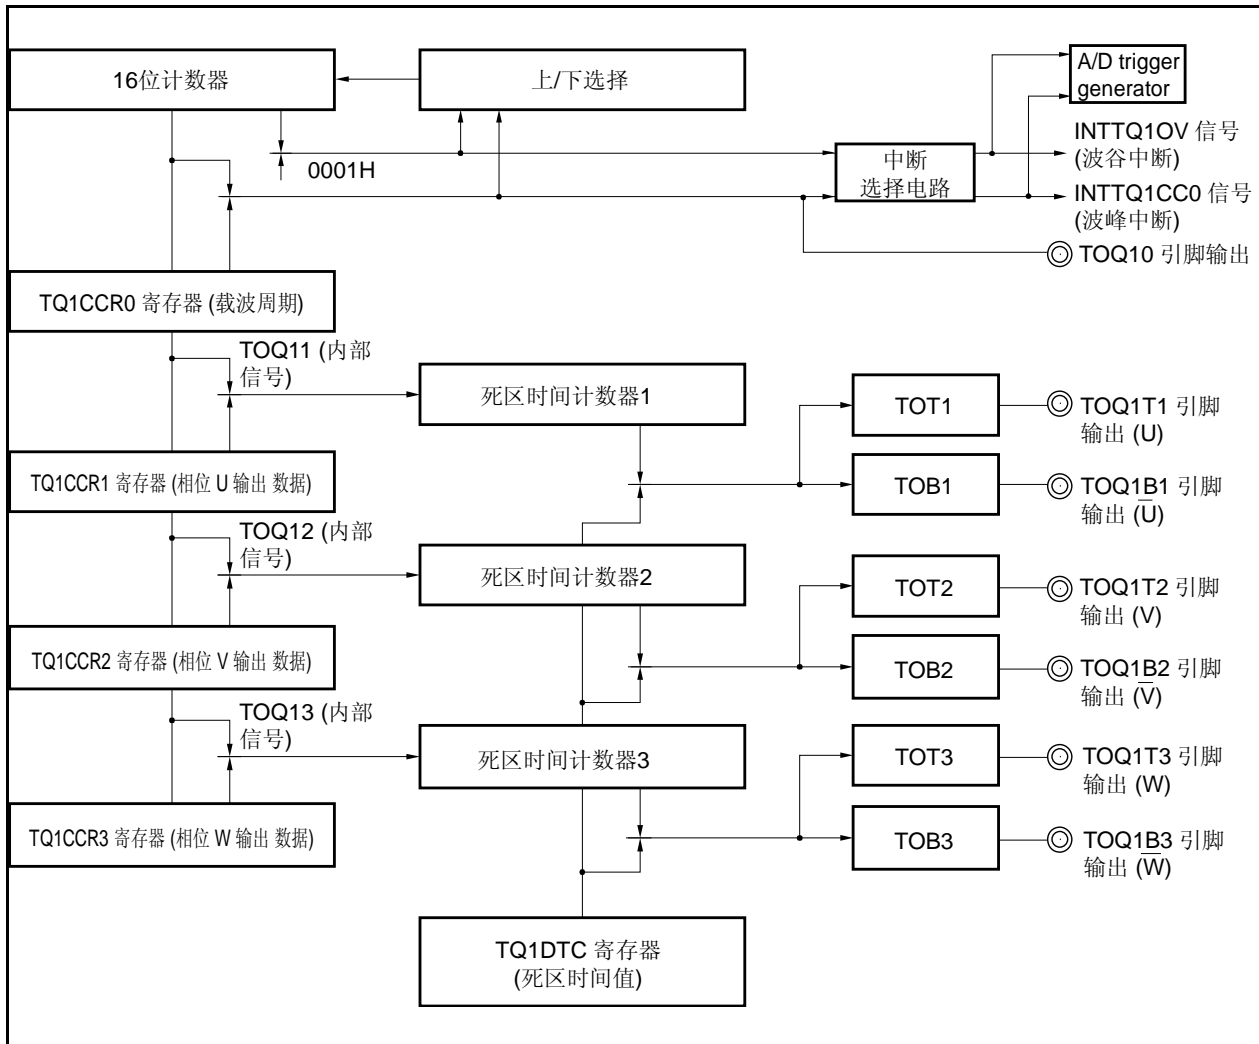 16位计数器
上/下选择
A/D trigger
generator
0001H
中断
选择电路
INTTQ1OV 信号
(波谷中断)
INTTQ1CC0 信号
(波峰中断)
TOQ10 引脚输出
TQ1CCR0 寄存器 (载波周期)
TOQ11 (内部
信号)
死区时间计数器1
TOT1
TOQ1T1 引脚
输出 (U)
TQ1CCR1 寄存器 (相位 U 输出 数据)
TOB1
TOQ1B1 引脚
输出 (U̅)
TOQ12 (内部
信号)
死区时间计数器2
TOT2
TOQ1T2 引脚
输出 (V)
TQ1CCR2 寄存器 (相位 V 输出 数据)
TOB2
TOQ1B2 引脚
输出 (V̅)
TOQ13 (内部
信号)
死区时间计数器3
TOT3
TOQ1T3 引脚
输出 (W)
TQ1CCR3 寄存器 (相位 W 输出 数据)
TOB3
TOQ1B3 引脚
输出 (W̅)
TQ1DTC 寄存器
(死区时间值)